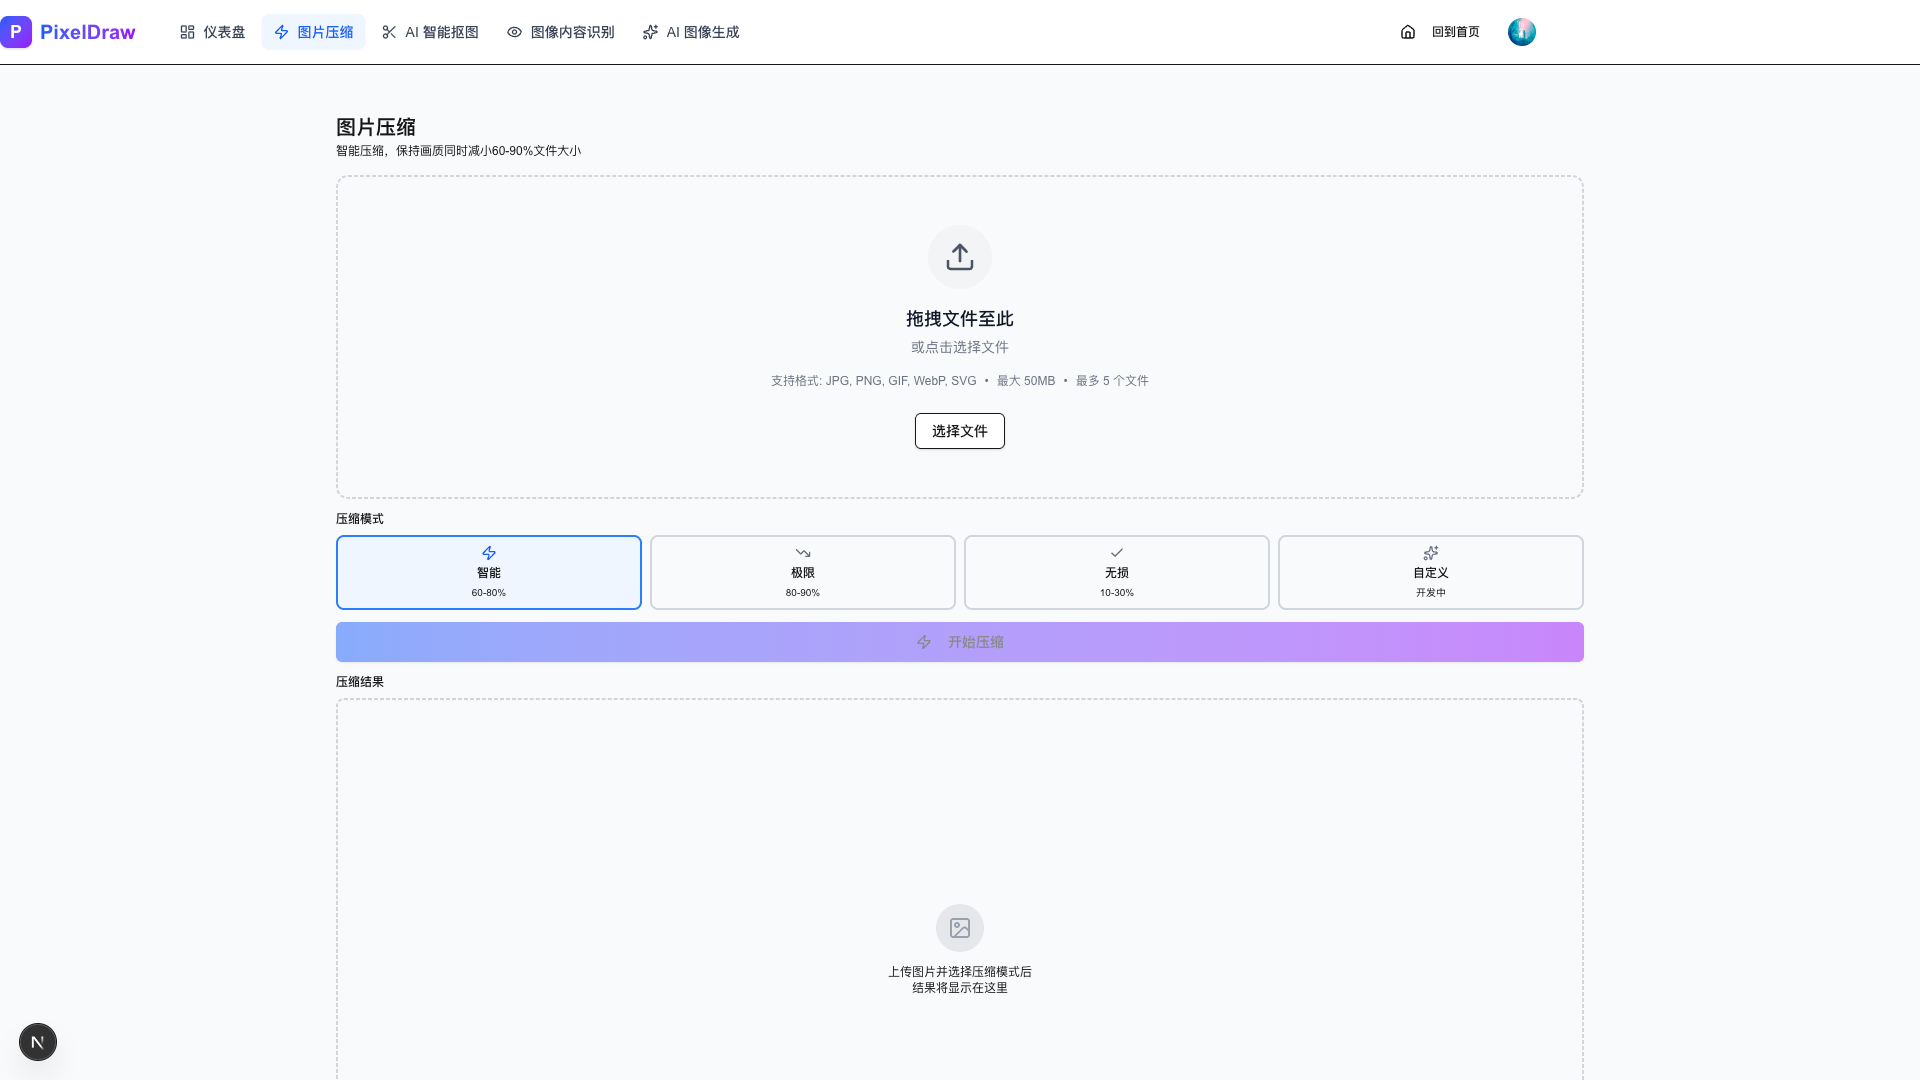 P PixelDraw 仪表盘 图片压缩 AI 智能抠图 图像内容识别 AI 图像生成 回到首页
图片压缩
智能压缩，保持画质同时减小60-90%文件大小
拖拽文件至此
或点击选择文件
支持格式: JPG, PNG, GIF, WebP, SVG • 最大 50MB • 最多 5 个文件
选择文件
压缩模式
智能 极限 无损 自定义
60-80% 80-90% 10-30% 开发中
开始压缩
压缩结果
上传图片并选择压缩模式后
结果将显示在这里
N